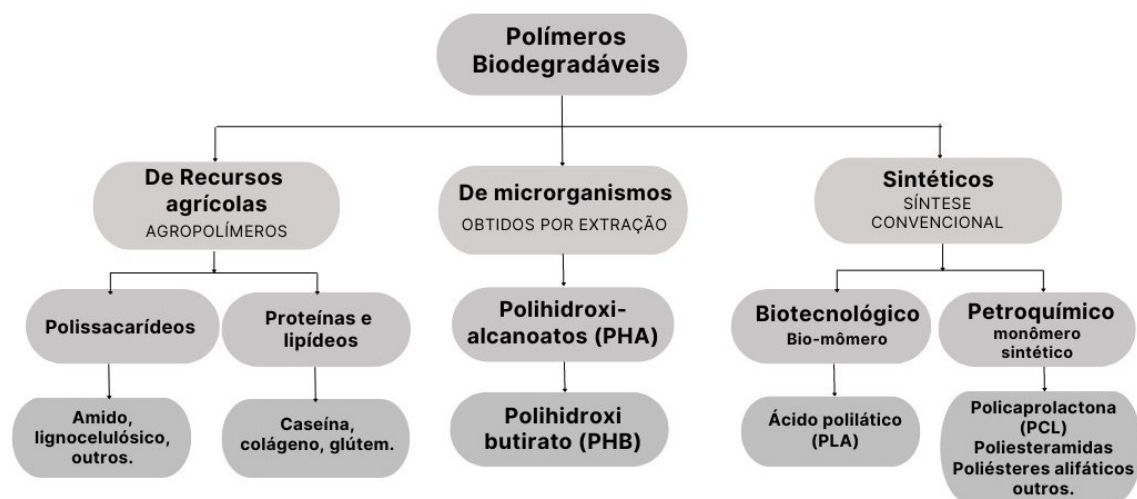 Polímeros
Biodegradáveis
De Recursos
agrícolas
AGROPOLÍMEROS
De microrganismos
OBTIDOS POR EXTRAÇÃO
Sintéticos
SÍNTESE
CONVENCIONAL
Polissacarídeos
Proteínas e
lipídeos
Polihidroxi-
alcanoatos (PHA)
Biotecnológico
Bio-mômero
Petroquímico
monômero
sintético
Amido,
lignocelulósico,
outros.
Caseína,
colágeno, glútem.
Polihidroxi
butirato (PHB)
Ácido polilático
(PLA)
Policaprolactona
(PCL)
Poliesteramidas
Poliésteres alifáticos
outros.